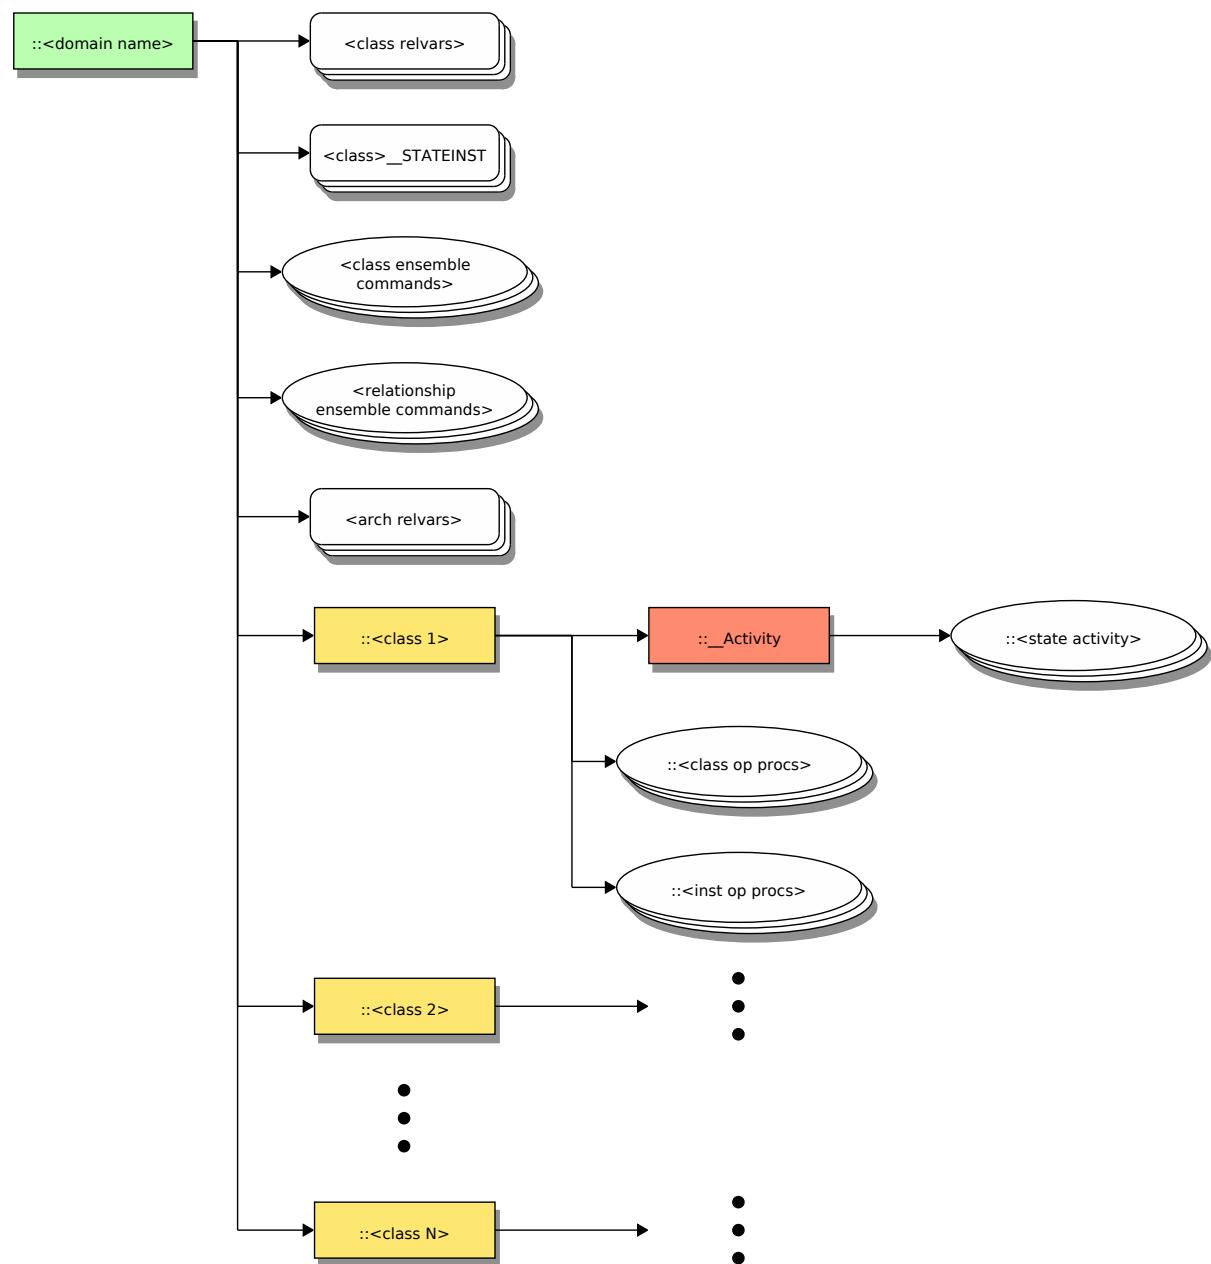 ::<domain name>
<class relvars>
<class>__STATEINST
<class ensemble
commands>
<relationship
ensemble commands>
<arch relvars>
::<class 1>
::__Activity
::<state activity>
::<class op procs>
::<inst op procs>
::<class 2>
::<class N>